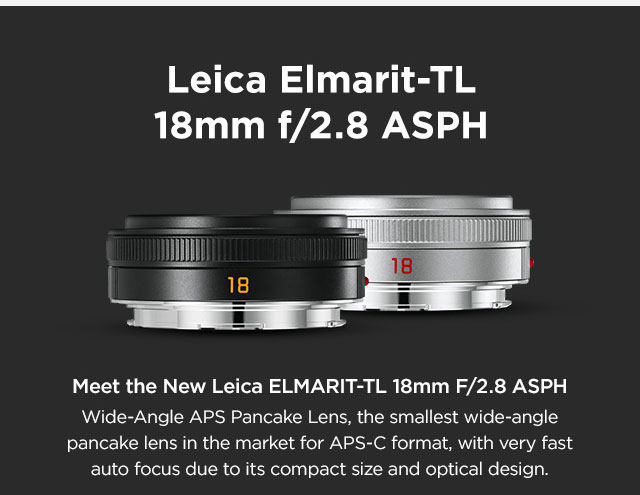 Leica Elmarit-TL
18mm f/2.8 ASPH
18
18
Meet the New Leica ELMARIT-TL 18mm F/2.8 ASPH
Wide-Angle APS Pancake Lens, the smallest wide-angle
pancake lens in the market for APS-C format, with very fast
auto focus due to its compact size and optical design.